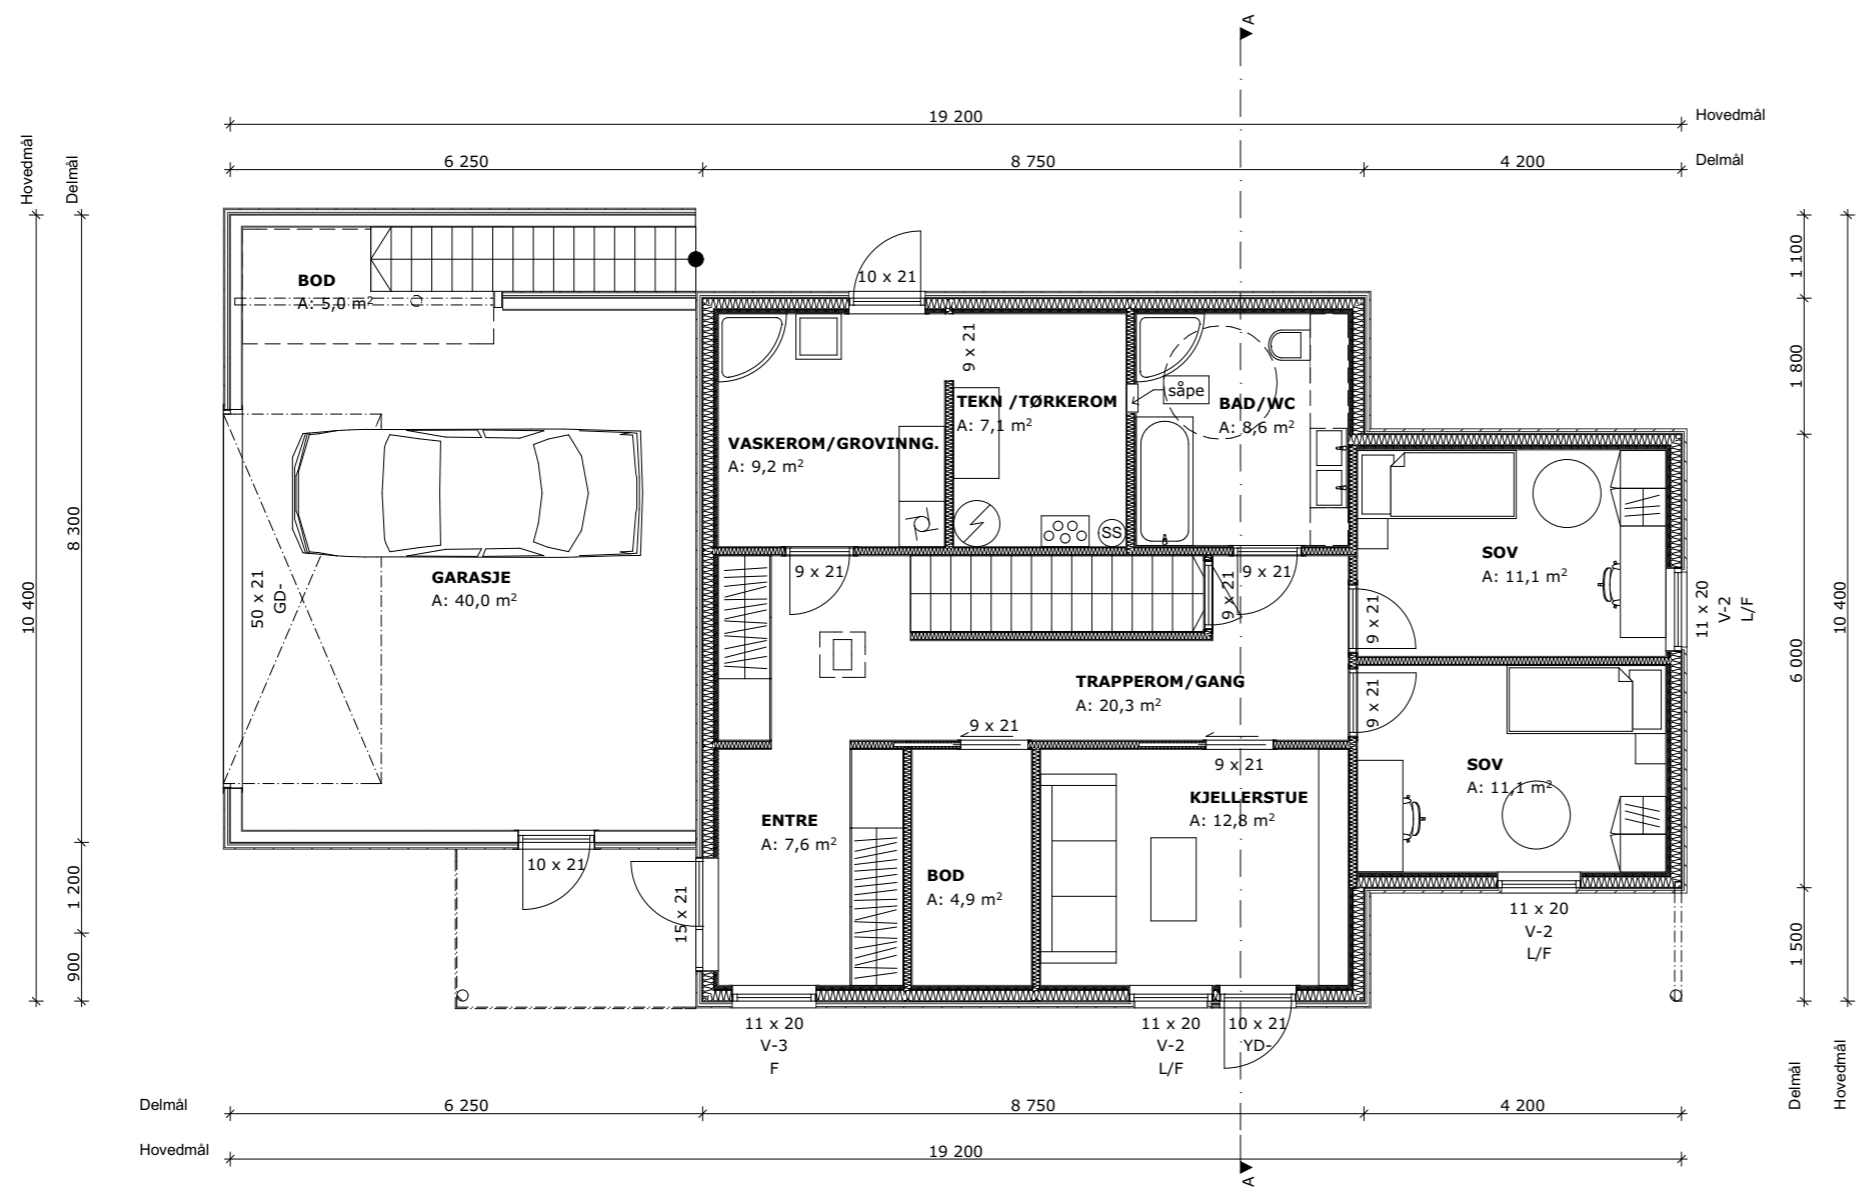 A
19 200
Hovedmål
6 250
8 750
4 200
Delmål
Hovedmål
Delmål
10 400
8 300
1 200
900
BOD
A: 5,0 m²
10 x 21
9 x 21
såpe
TEKN /TØRKEROM
A: 7,1 m²
BAD/WC
A: 8,6 m²
VASKEROM/GROVINNG.
A: 9,2 m²
SS
GARASJE
A: 40,0 m²
50 x 21
GD-
9 x 21
9 x 21
9 x 21
SOV
A: 11,1 m²
9 x 21
11 x 20
V-2
L/F
TRAPPEROM/GANG
A: 20,3 m²
9 x 21
9 x 21
9 x 21
SOV
A: 11,1 m²
KJELLERSTUE
A: 12,8 m²
ENTRE
A: 7,6 m²
BOD
A: 4,9 m²
10 x 21
15 x 21
11 x 20
V-2
L/F
11 x 20
V-3
F
11 x 20
V-2
L/F
10 x 21
YD-
1 100
1 800
6 000
1 500
10 400
Delmål
Hovedmål
Delmål
6 250
8 750
4 200
Hovedmål
19 200
A